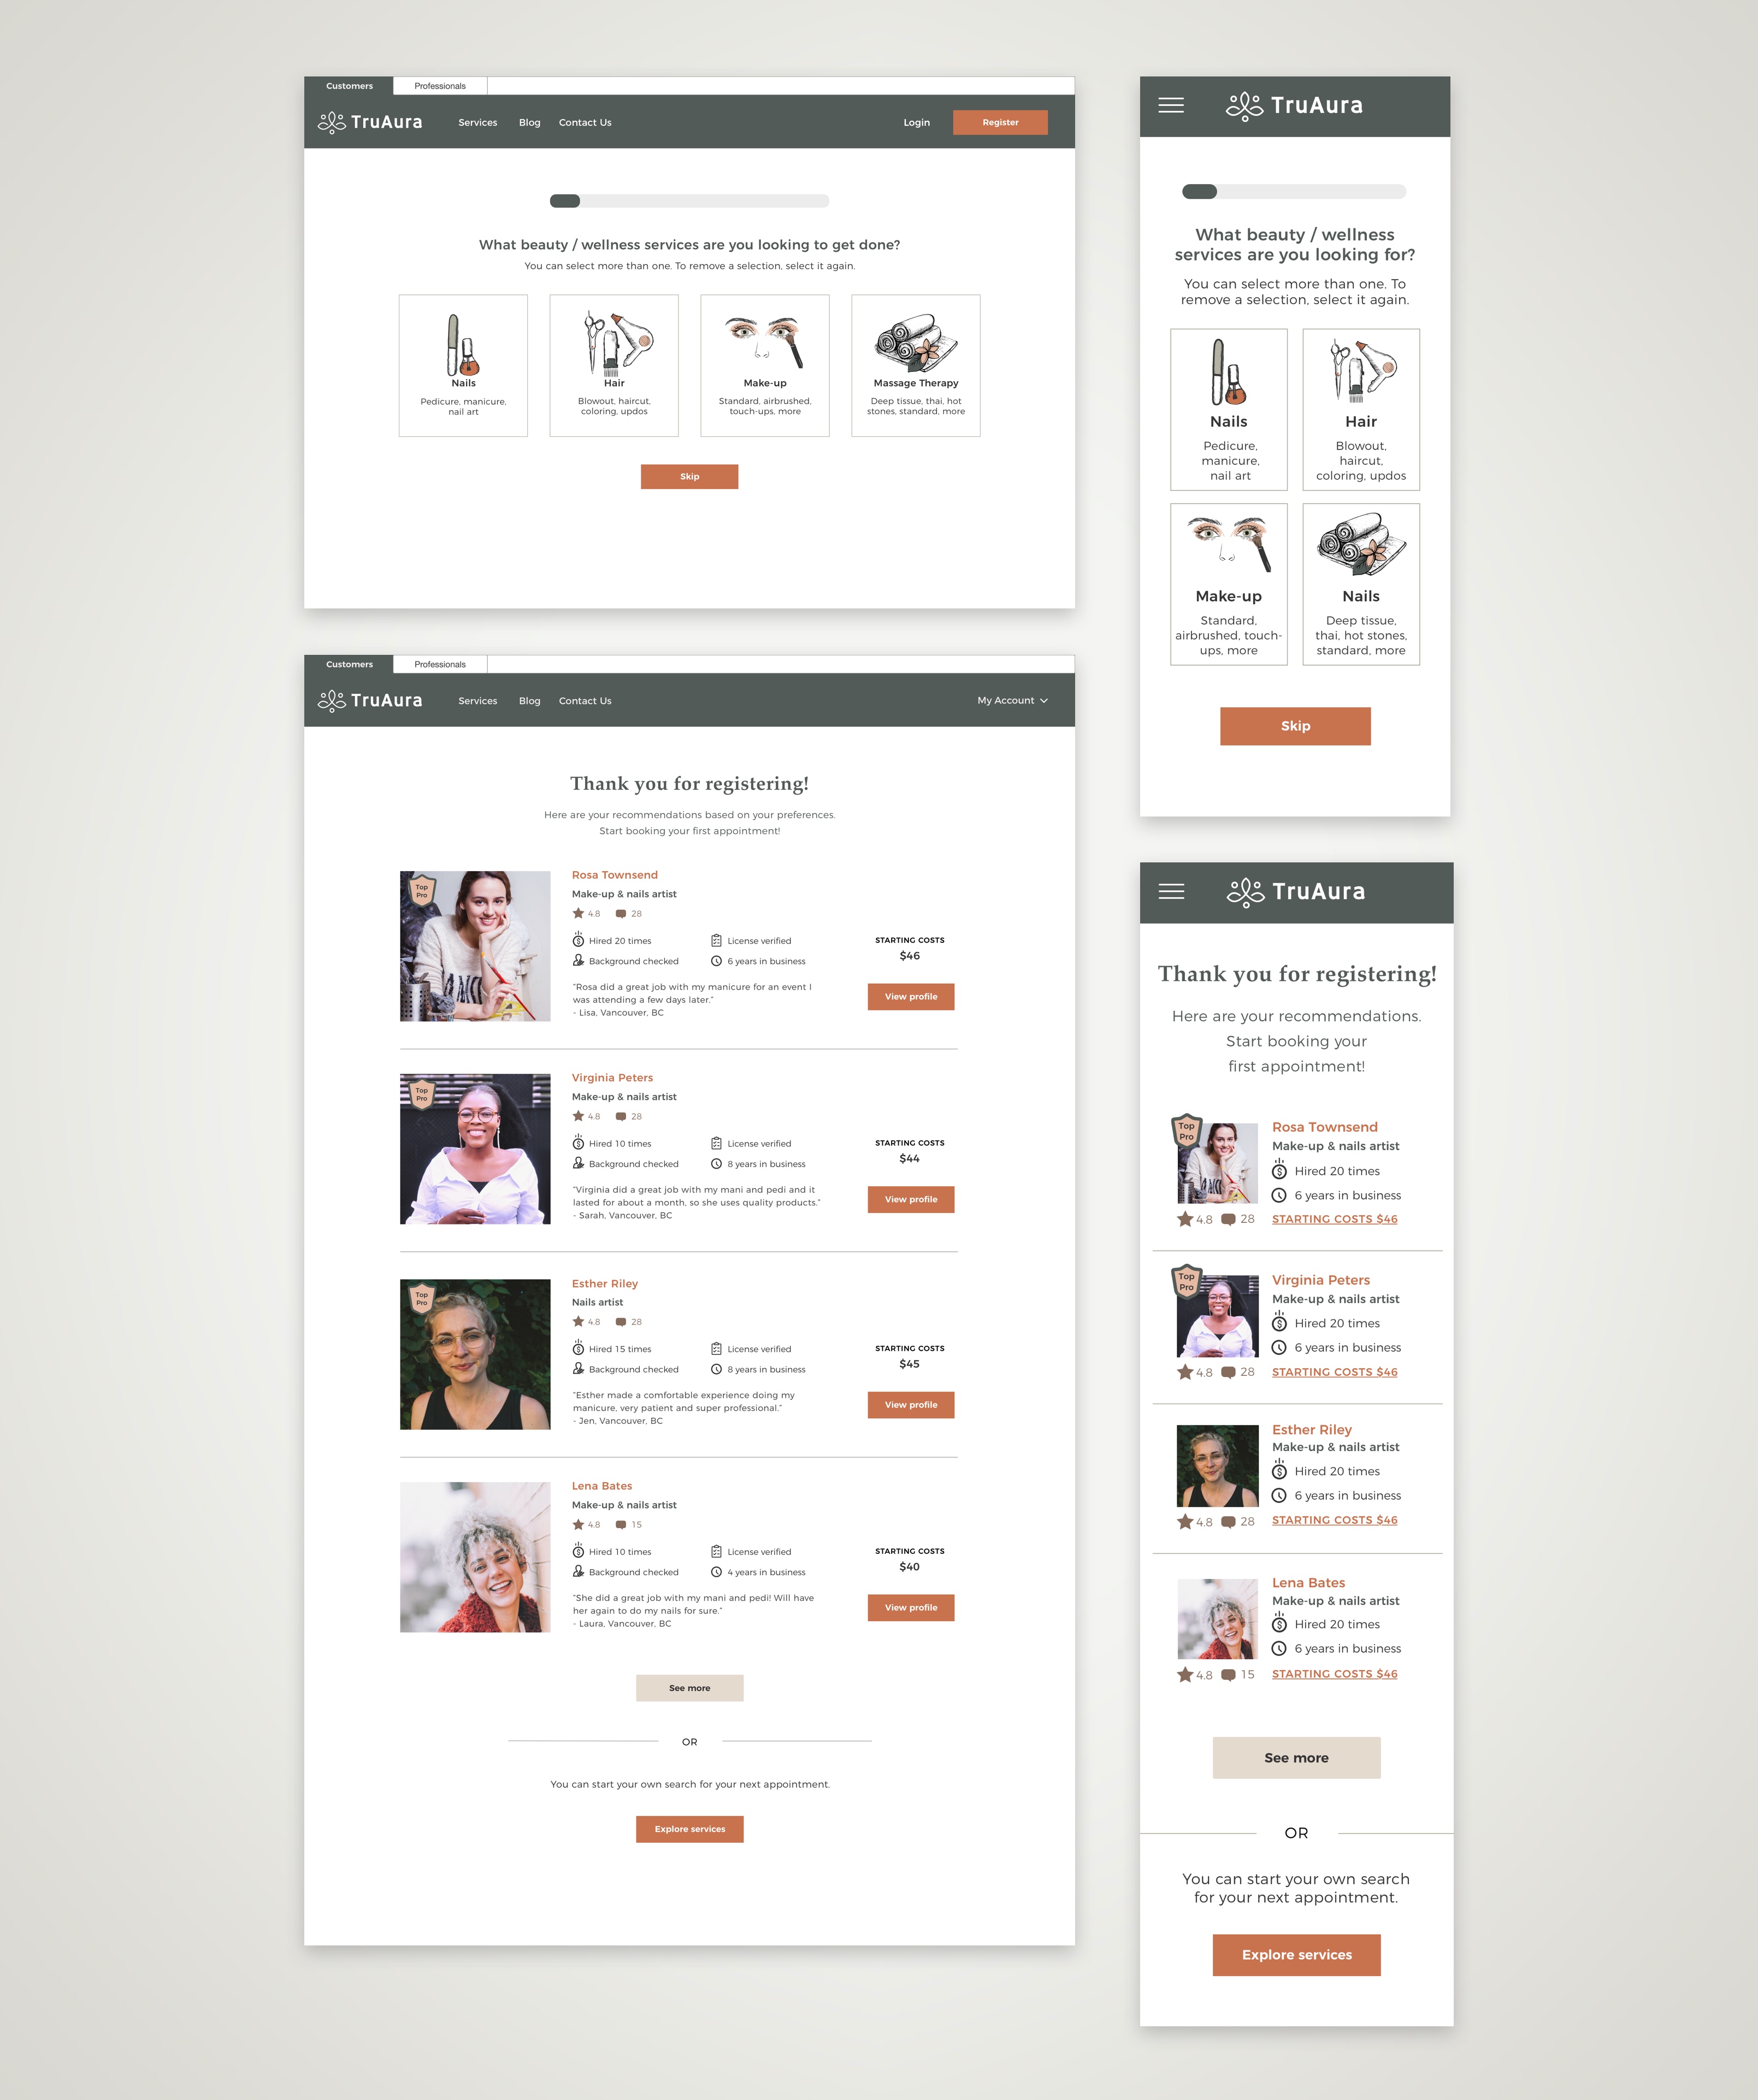 Customers
Professionals
TruAura
Services
Blog
Contact Us
Login
Register
What beauty / wellness services are you looking to get done?
You can select more than one. To remove a selection, select it again.
Nails
Pedicure, manicure,
nail art
Hair
Blowout, haircut,
coloring, updos
Make-up
Standard, airbrushed,
touch-ups, more
Massage Therapy
Deep tissue, thai, hot
stones, standard, more
Skip
Customers
Professionals
TruAura
Services
Blog
Contact Us
My Account
Thank you for registering!
Here are your recommendations based on your preferences.
Start booking your first appointment!
Top
Pro
Rosa Townsend
Make-up & nails artist
4.8
28
Hired 20 times
License verified
Background checked
6 years in business
"Rosa did a great job with my manicure for an event I
was attending a few days later."
- Lisa, Vancouver, BC
STARTING COSTS
$46
View profile
Top
Pro
Virginia Peters
Make-up & nails artist
4.8
28
Hired 10 times
License verified
Background checked
8 years in business
"Virginia did a great job with my mani and pedi and it
lasted for about a month, so she uses quality products."
- Sarah, Vancouver, BC
STARTING COSTS
$44
View profile
Top
Pro
Esther Riley
Nails artist
4.8
28
Hired 15 times
License verified
Background checked
8 years in business
"Esther made a comfortable experience doing my
manicure, very patient and super professional."
- Jen, Vancouver, BC
STARTING COSTS
$45
View profile
Lena Bates
Make-up & nails artist
4.8
15
Hired 10 times
License verified
Background checked
4 years in business
"She did a great job with my mani and pedi! Will have
her again to do my nails for sure."
- Laura, Vancouver, BC
STARTING COSTS
$40
View profile
See more
OR
You can start your own search for your next appointment.
Explore services
TruAura
What beauty / wellness
services are you looking for?
You can select more than one. To
remove a selection, select it again.
Nails
Pedicure,
manicure,
nail art
Hair
Blowout,
haircut,
coloring, updos
Make-up
Standard,
airbrushed, touch-
ups, more
Nails
Deep tissue,
thai, hot stones,
standard, more
Skip
TruAura
Thank you for registering!
Here are your recommendations.
Start booking your
first appointment!
Top
Pro
Rosa Townsend
Make-up & nails artist
Hired 20 times
6 years in business
4.8
28
STARTING COSTS $46
Top
Pro
Virginia Peters
Make-up & nails artist
Hired 20 times
6 years in business
4.8
28
STARTING COSTS $46
Esther Riley
Make-up & nails artist
Hired 20 times
6 years in business
4.8
28
STARTING COSTS $46
Lena Bates
Make-up & nails artist
Hired 20 times
6 years in business
4.8
15
STARTING COSTS $46
See more
OR
You can start your own search
for your next appointment.
Explore services